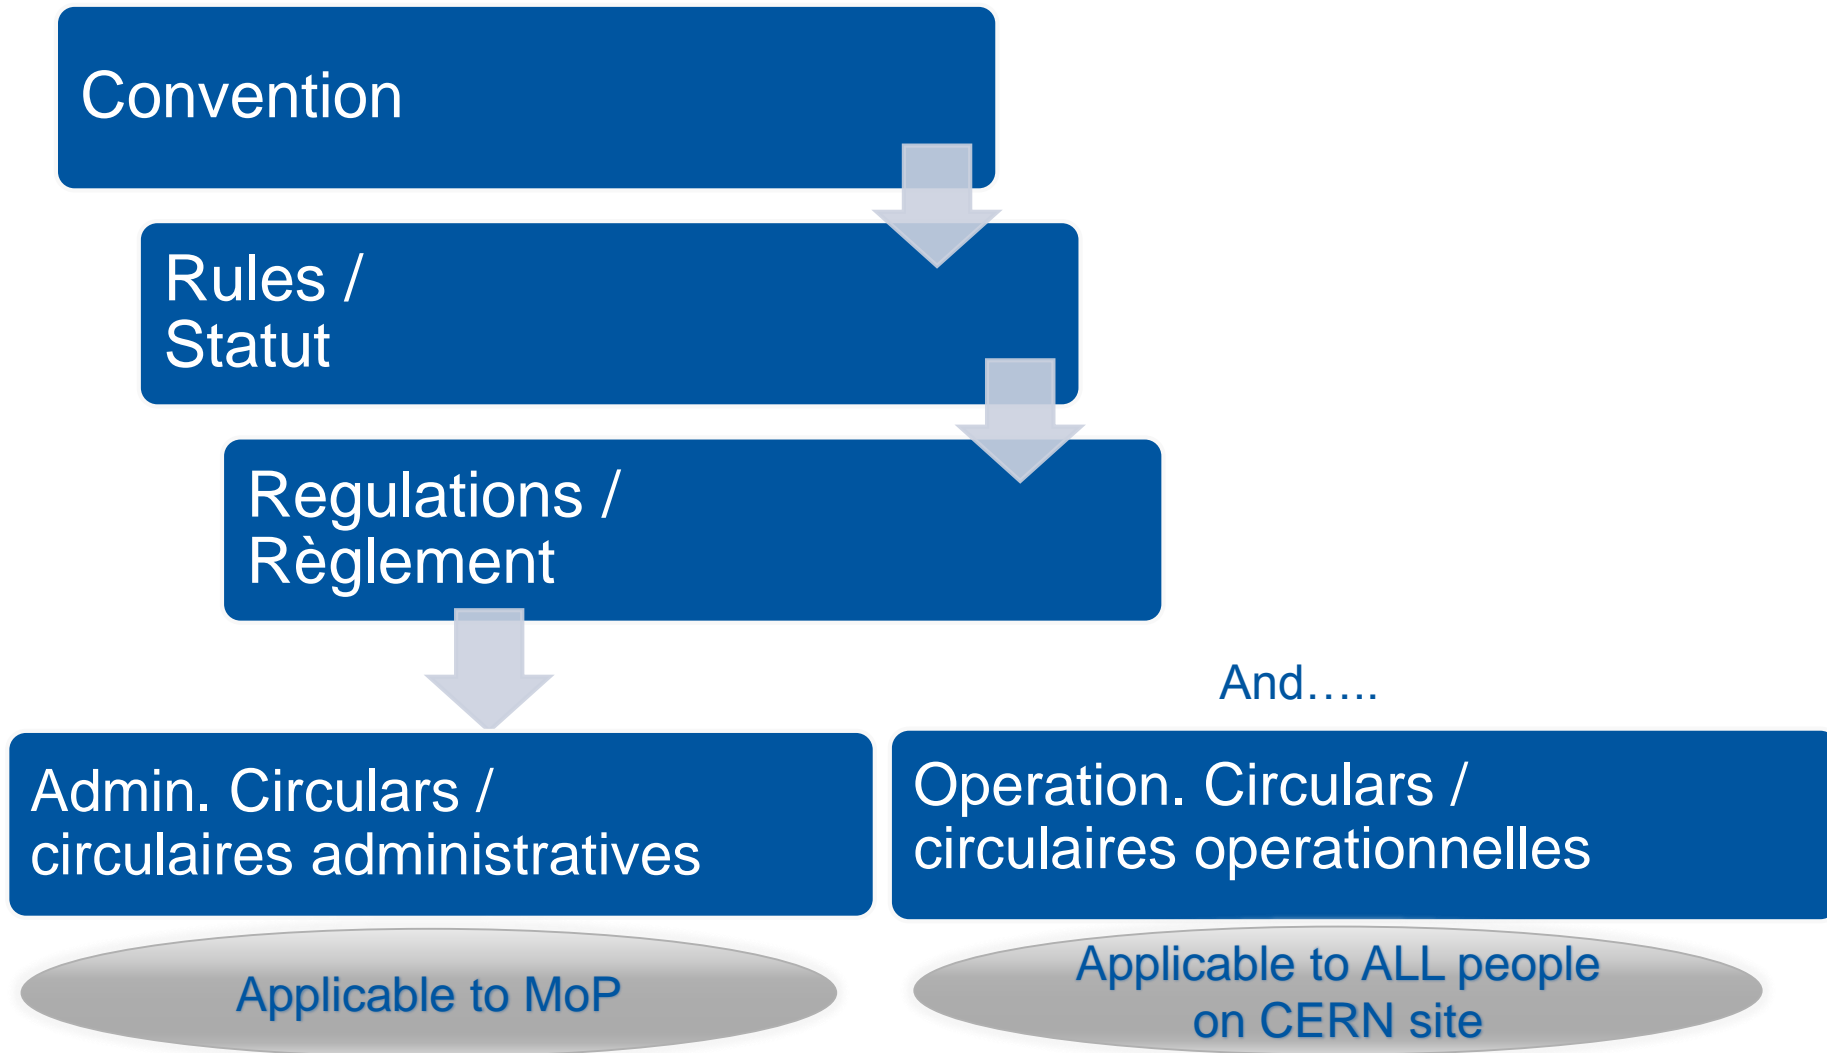 Convention
Rules /
Statut
Regulations /
Règlement
And.....
Admin. Circulars /
circulaires administratives
Operation. Circulars /
circulaires operationnelles
Applicable to MoP
Applicable to ALL people
on CERN site